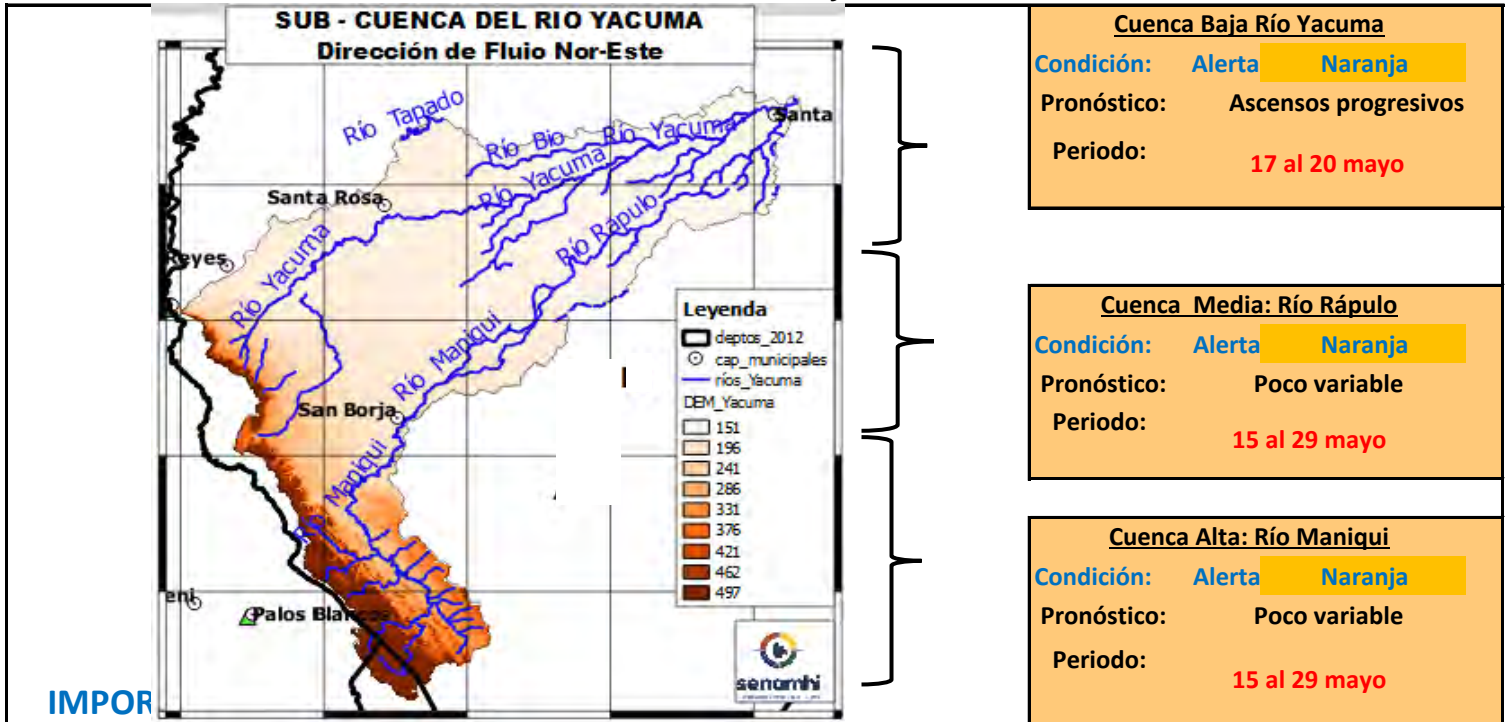 SUB - CUENCA DEL RIO YACUMA
Dirección de Fluio Nor-Este
Río Tapado
Río Bio
Río Yacuma
Santa
Río Yacuma
Santa Rosa
Río Rápulo
Reyes
Río Yacuma
Río Maniqui
San Borja
Río Maniqui
eni
Palos Blancos
Leyenda
deptos_2012
cap_municipales
ríos_Yacuma
DEM_Yacuma
151
196
241
286
331
376
421
462
497
senamhi
IMPOR
Cuenca Baja Río Yacuma
Condición: Alerta Naranja
Pronóstico: Ascensos progresivos
Periodo: 17 al 20 mayo
Cuenca Media: Río Rápulo
Condición: Alerta Naranja
Pronóstico: Poco variable
Periodo: 15 al 29 mayo
Cuenca Alta: Río Maniqui
Condición: Alerta Naranja
Pronóstico: Poco variable
Periodo: 15 al 29 mayo